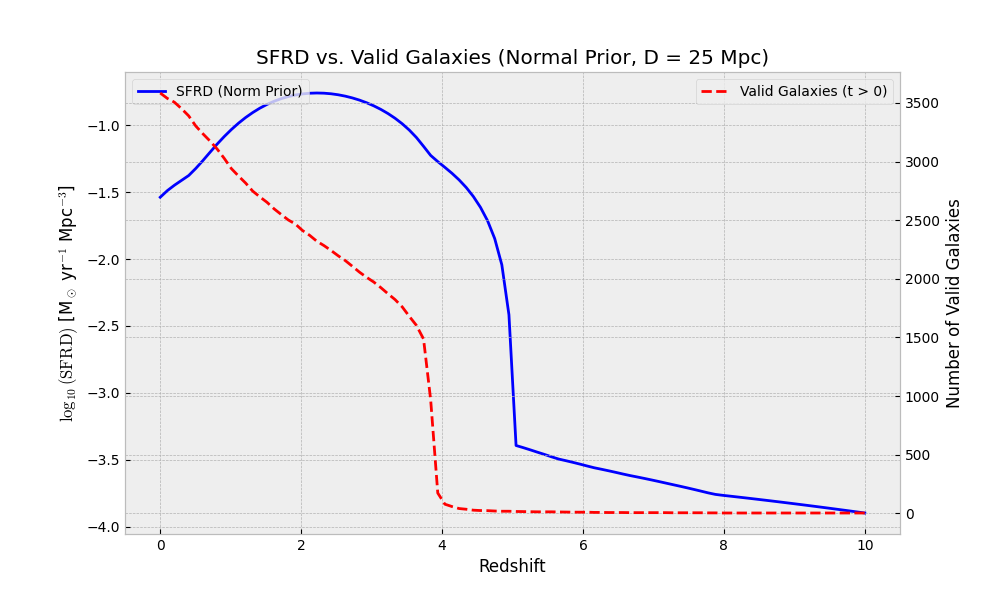 SFRD vs. Valid Galaxies (Normal Prior, D = 25 Mpc)
SFRD (Norm Prior)
Valid Galaxies (t > 0)
log₁₀ (SFRD) [M☉ yr⁻¹ Mpc⁻³]
−1.0
−1.5
−2.0
−2.5
−3.0
−3.5
−4.0
3500
3000
2500
2000
1500
1000
500
0
Number of Valid Galaxies
0 2 4 6 8 10
Redshift